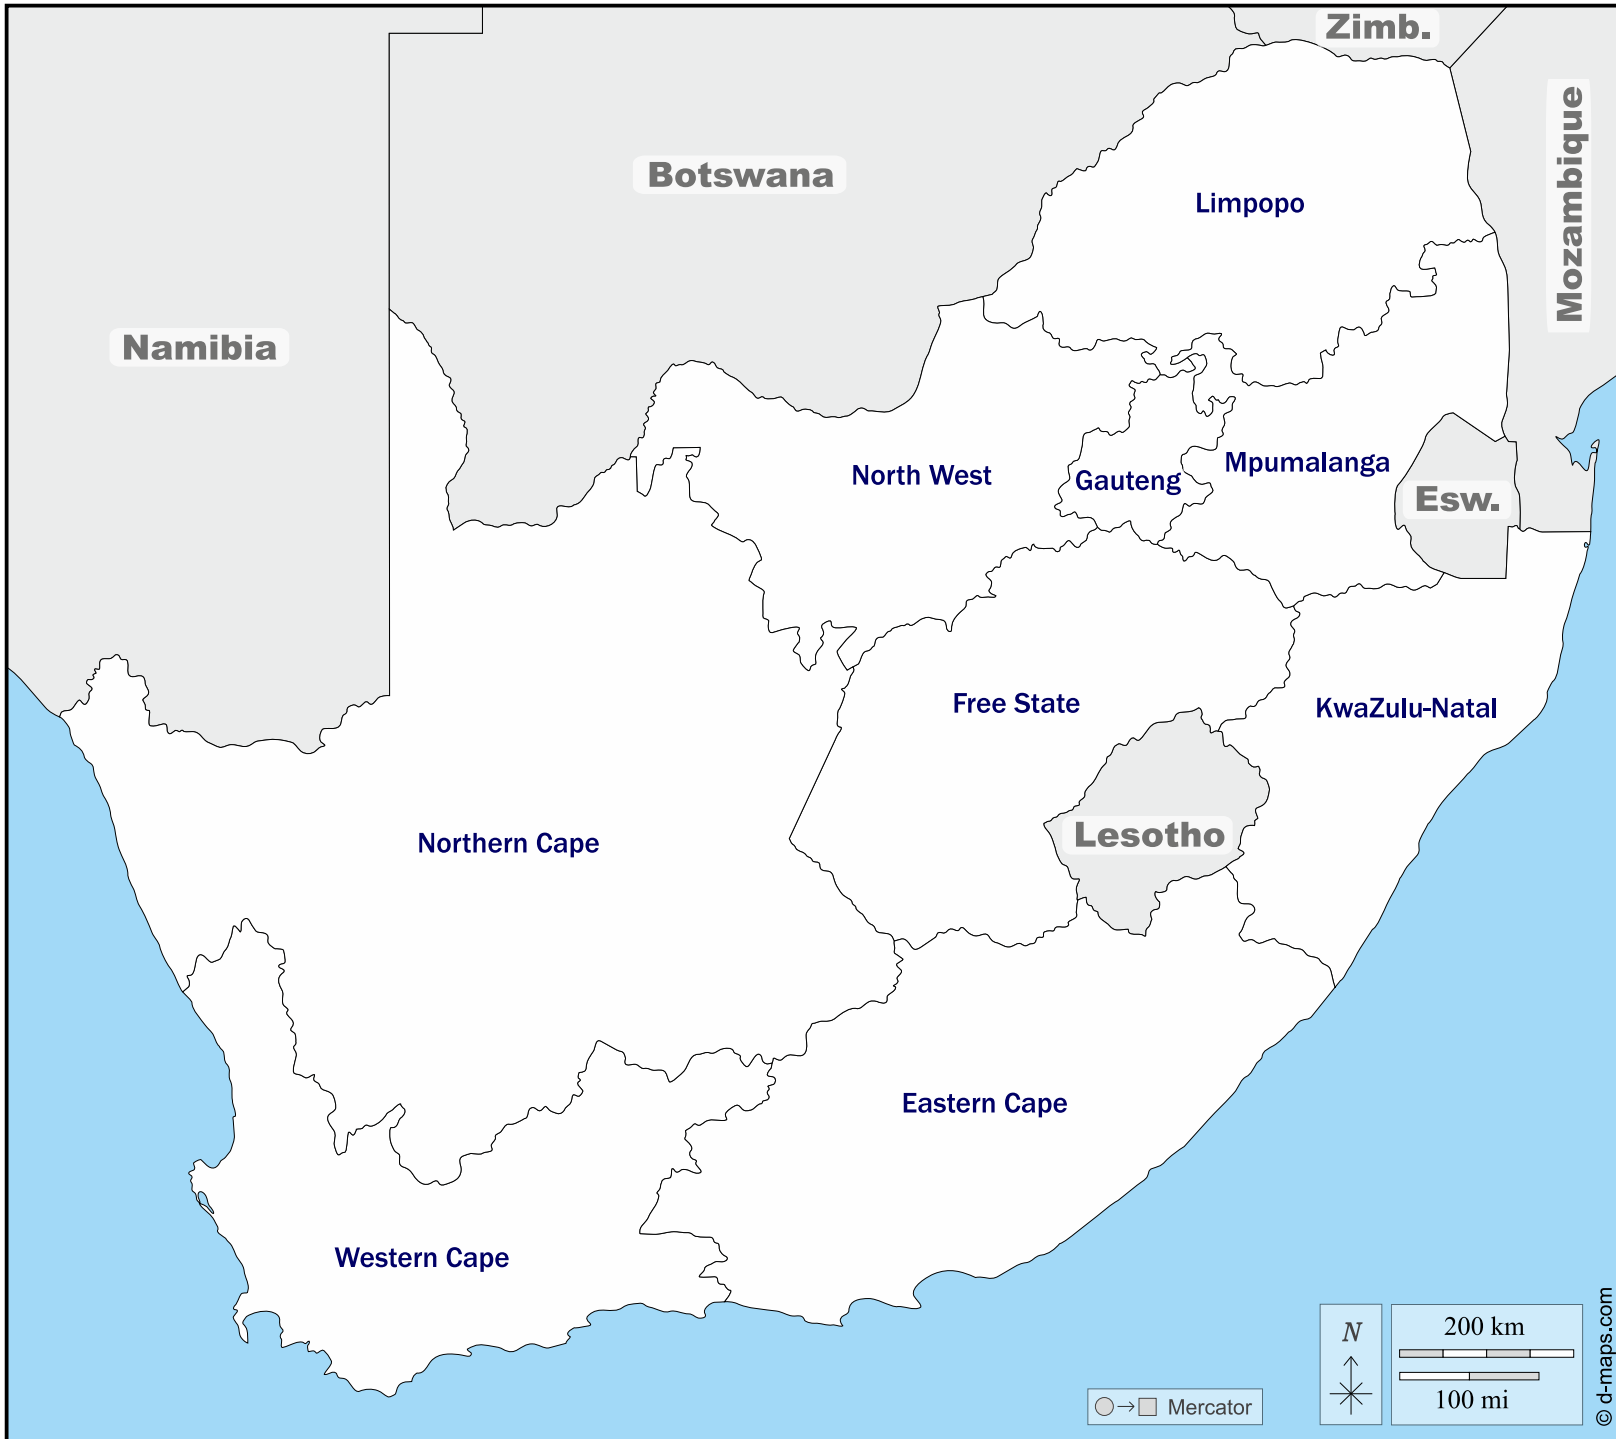 Zimb.
Mozambique
Botswana
Limpopo
Namibia
North West
Gauteng
Mpumalanga
Esw.
Free State
KwaZulu-Natal
Lesotho
Northern Cape
Eastern Cape
Western Cape
N
200 km
100 mi
Mercator
© d-maps.com